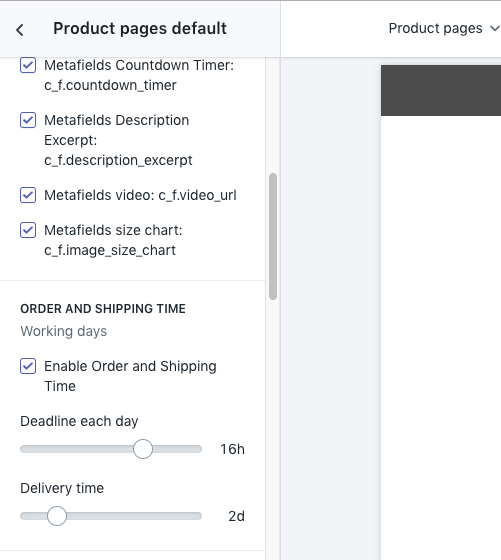 Product pages default
Product pages
Metafields Countdown Timer:
c_f.countdown_timer
Metafields Description
Excerpt:
c_f.description_excerpt
Metafields video: c_f.video_url
Metafields size chart:
c_f.image_size_chart
ORDER AND SHIPPING TIME
Working days
Enable Order and Shipping
Time
Deadline each day
16h
Delivery time
2d